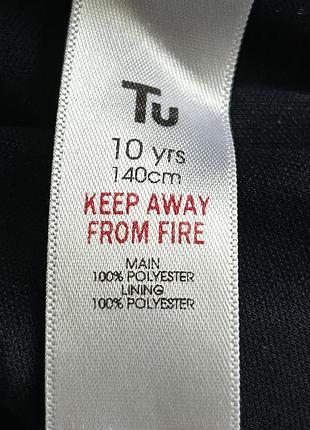 Tu
10 yrs
140cm
KEEP AWAY
FROM FIRE
MAIN
100% POLYESTER
LINING
100% POLYESTER